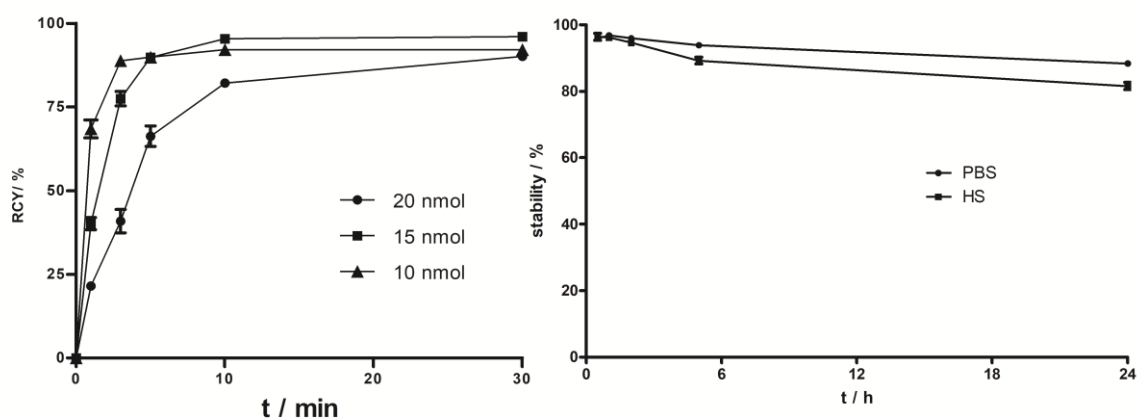 100
75
50
25
0
RCY/ %
20 nmol
15 nmol
10 nmol
0 10 20 30
t / min
100
80
60
40
20
0
stability / %
PBS
HS
0 6 12 18 24
t / h